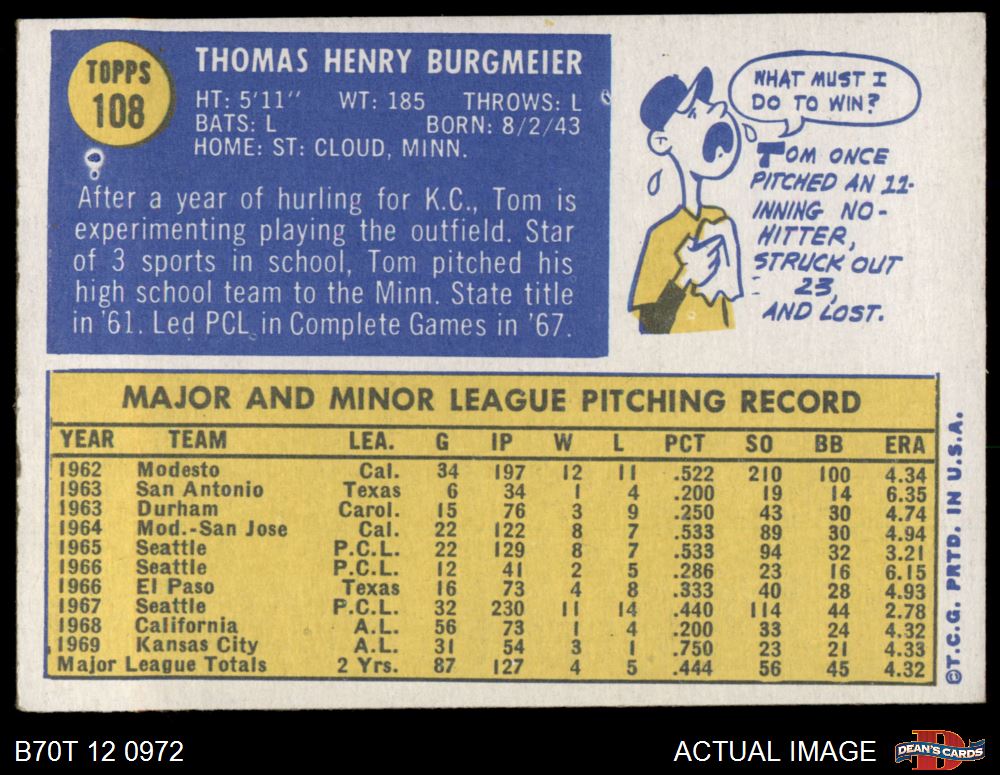 TOPPS
108
THOMAS HENRY BURGMEIER
HT: 5'11" WT: 185 THROWS: L
BATS: L BORN: 8/2/43
HOME: ST: CLOUD, MINN.
After a year of hurling for K.C., Tom is
experimenting playing the outfield. Star
of 3 sports in school, Tom pitched his
high school team to the Minn. State title
in '61. Led PCL in Complete Games in '67.
WHAT MUST I
DO TO WIN?
TOM ONCE
PITCHED AN 11-
INNING NO-
HITTER,
STRUCK OUT
23,
AND LOST.
MAJOR AND MINOR LEAGUE PITCHING RECORD
YEAR TEAM LEA. G IP W L PCT SO BB ERA
1962 Modesto Cal. 34 197 12 11 .522 210 100 4.34
1963 San Antonio Texas 6 34 1 4 .200 19 14 6.35
1963 Durham Carol. 15 76 3 9 .250 43 30 4.74
1964 Mod.-San Jose Cal. 22 122 8 7 .533 89 30 4.94
1965 Seattle P.C.L. 22 129 8 7 .533 94 32 3.21
1966 Seattle P.C.L. 12 41 2 5 .286 23 16 6.15
1966 El Paso Texas 16 73 4 8 .333 40 28 4.93
1967 Seattle P.C.L. 32 230 11 14 .440 114 44 2.78
1968 California A.L. 56 73 1 4 .200 33 24 4.32
1969 Kansas City A.L. 31 54 3 1 .750 23 21 4.33
Major League Totals 2 Yrs. 87 127 4 5 .444 56 45 4.32
©T.C.G. PRTD. IN U.S.A.
B70T 12 0972
ACTUAL IMAGE
DEAN'S CARDS